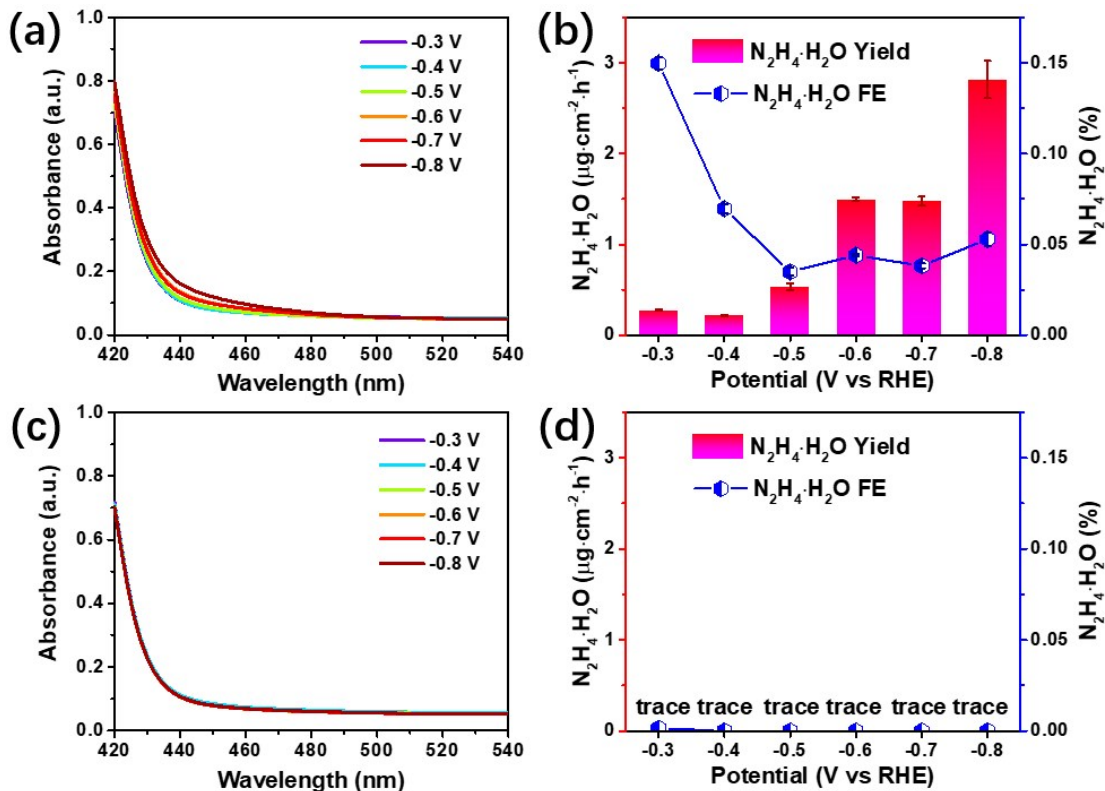 (a)
-0.3 V
-0.4 V
-0.5 V
-0.6 V
-0.7 V
-0.8 V
Absorbance (a.u.)
1.0
0.8
0.6
0.4
0.2
0.0
420 440 460 480 500 520 540
Wavelength (nm)
(b)
N₂H₄·H₂O Yield
N₂H₄·H₂O FE
N₂H₄·H₂O (μg·cm⁻²·h⁻¹)
3
2
1
0
N₂H₄·H₂O (%)
0.15
0.10
0.05
0.00
-0.3 -0.4 -0.5 -0.6 -0.7 -0.8
Potential (V vs RHE)
(c)
-0.3 V
-0.4 V
-0.5 V
-0.6 V
-0.7 V
-0.8 V
Absorbance (a.u.)
1.0
0.8
0.6
0.4
0.2
0.0
420 440 460 480 500 520 540
Wavelength (nm)
(d)
N₂H₄·H₂O Yield
N₂H₄·H₂O FE
N₂H₄·H₂O (μg·cm⁻²·h⁻¹)
3
2
1
0
N₂H₄·H₂O (%)
0.15
0.10
0.05
0.00
trace trace trace trace trace trace
-0.3 -0.4 -0.5 -0.6 -0.7 -0.8
Potential (V vs RHE)